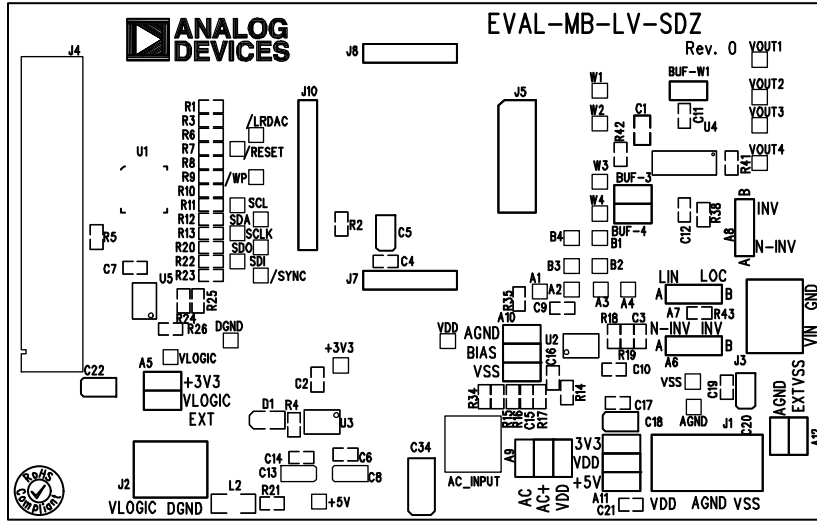 ANALOG
DEVICES
EVAL-MB-LV-SDZ
Rev. 0
VOUT1
J4
J8
BUF-W1
W1
VOUT2
C11
J10
J5
R1
R3
/LRDAC
R6
W2
C1
U4
VOUT3
R7
/RESET
U1
R42
R8
VOUT4
R9
/WP
R41
W3
R10
BUF-3
R11
SCL
B
R12
SDA
R2
W4
R38
INV
R13
SCLK
C5
C12
A8
R5
R20
SDO
B4
BUF-4
B1
N-INV
R22
SDI
C4
A
C7
R23
/SYNC
B3
B2
J7
U5
A1
LIN
LOC
R25
R35
A2
A3
A4
A
B
R24
A10
C9
A7
R43
GND
R26
DGND
VDD
AGND
R18
C3
N-INV
INV
VIN
VLOGIC
BIAS
U2
A
B
+3V3
R19
A6
A5
VSS
C16
C10
J3
C22
+3V3
C2
VSS
C19
VLOGIC
R34
R14
EXT
R15
R16
C15
R17
C17
AGND
C20
AGND
EXTVSS
D1
R4
U3
C18
J1
A12
C34
3V3
C14
C6
A9
VDD
J2
C13
C8
AC_INPUT
+5V
L2
R21
AC
AC+
VDD
A11
VLOGIC
DGND
+5V
C21
VDD
AGND
VSS
RoHS
Compliant